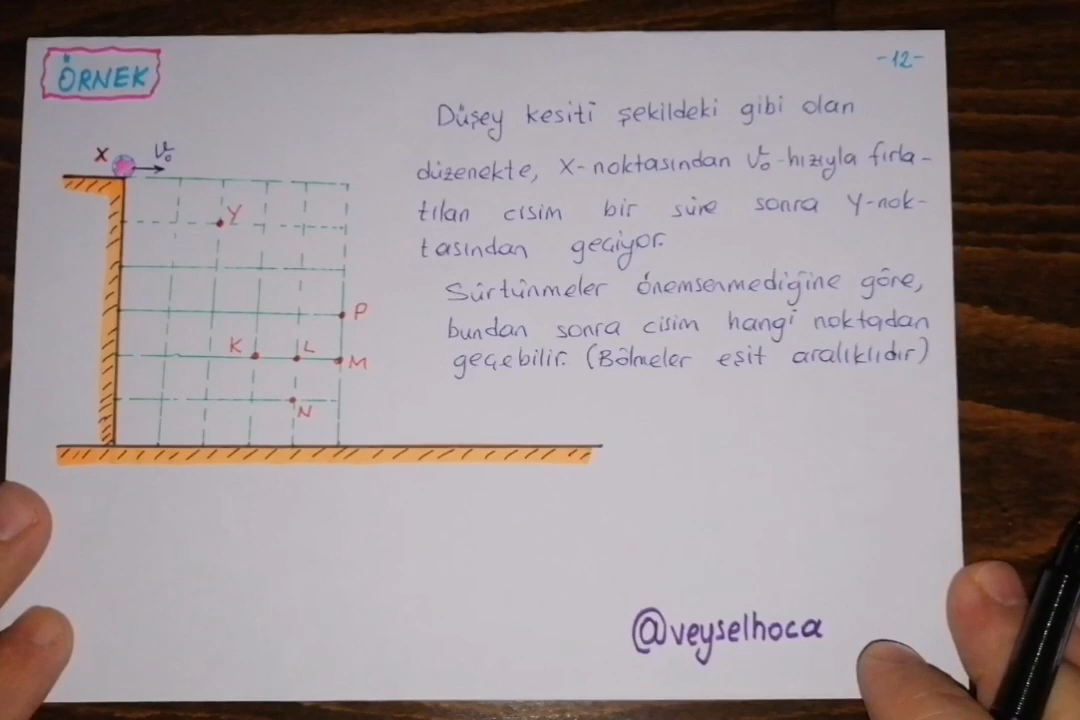 ÖRNEK
-12-
Düşey kesiti şekildeki gibi olan
düzenekte, X-noktasından V₀-hızıyla fırla-
tılan cisim bir süre sonra Y-nok-
tasından geçiyor.
Sürtünmeler önemsenmediğine göre,
bundan sonra cisim hangi noktadan
geçebilir. (Bölmeler eşit aralıklıdır)
X V₀
Y
P
K L M
N
@veyselhoca